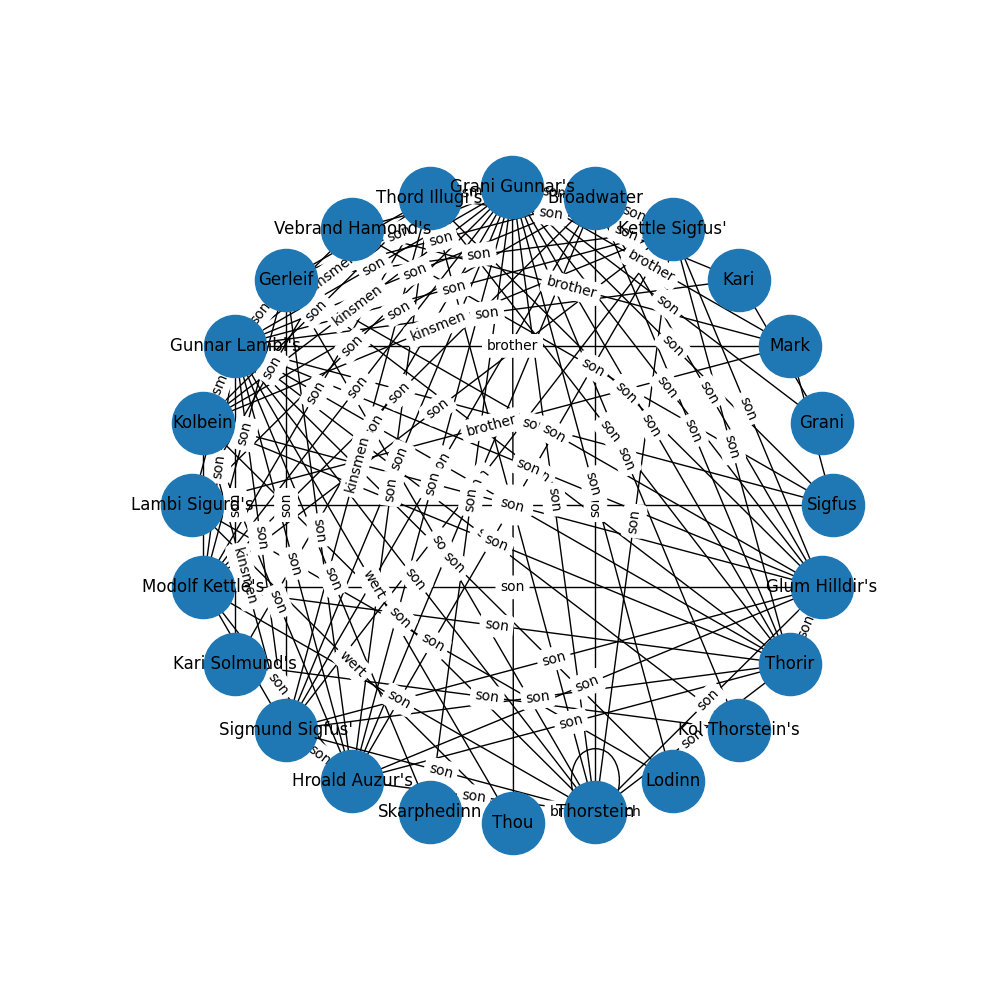 Grani Gunnar's
Thord Illugi's
Broadwater
Vebrand Hamond's
Kettle Sigfus'
Gerleif
Kari
Gunnar Lambi's
Mark
Kolbein
Grani
Lambi Sigurd's
Sigfus
Modolf Kettle's
Glum Hilldir's
Kari Solmund's
Thorir
Sigmund Sigfus'
Kol Thorstein's
Hroald Auzur's
Lodinn
Skarphedinn
Thou
Thorstein
son
son
son
son
brother
son
son
son
brother
son
kinsmen
son
son
kinsmen
son
brother
son
son
son
son
son
son
son
son
son
son
brother
son
son
son
kinsmen
son
son
son
son
son
son
son
son
son
son
son
son
kinsmen
son
son
wert
son
son
son
son
son
son
wert
son
son
son
son
son
son
son
son
son
son
son